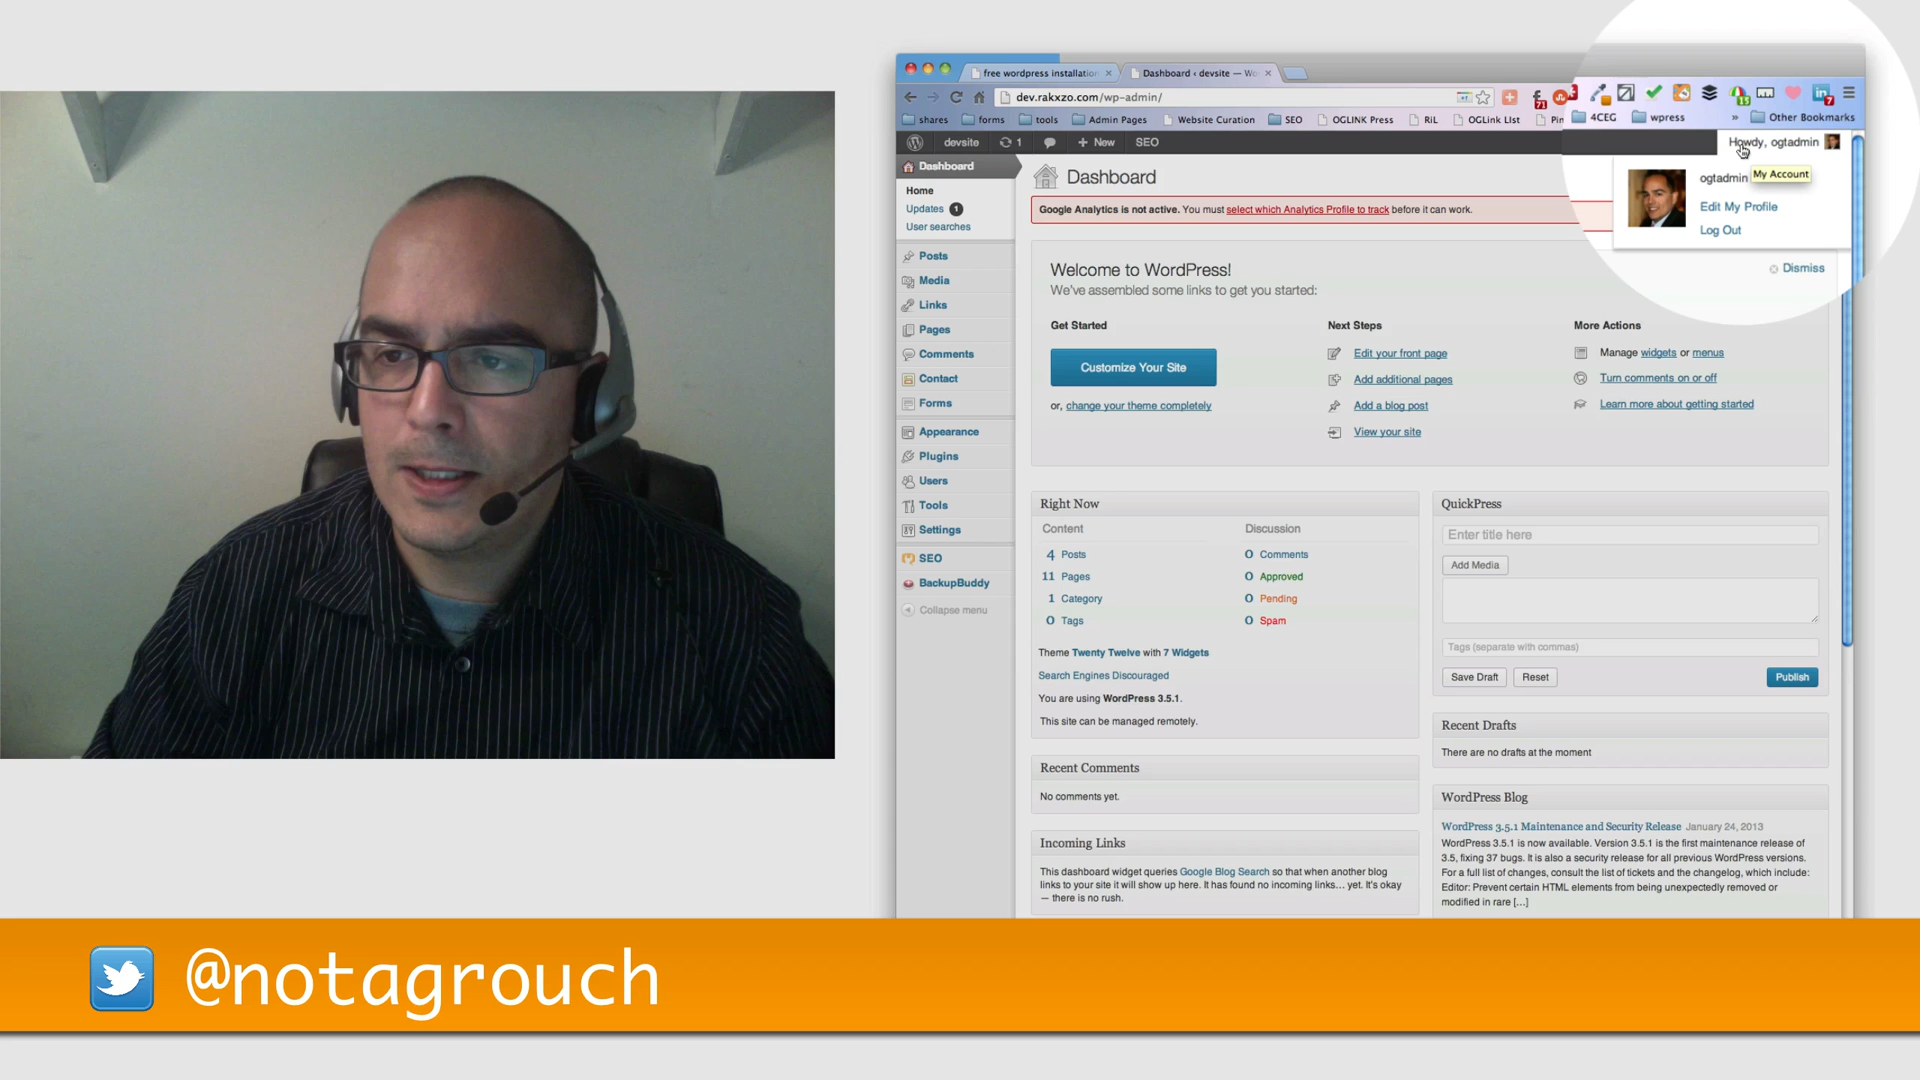 free wordpress installation
Dashboard ‹ devsite — Wo
dev.rakxzo.com/wp-admin/
71
15
7
shares
forms
tools
Admin Pages
Website Curation
SEO
OGLINK Press
RiL
OGLink LIst
Pin
4CEG
wpress
»
Other Bookmarks
devsite
1
+ New
SEO
Howdy, ogtadmin
ogtadmin
My Account
Edit My Profile
Log Out
Dashboard
Home
Updates 1
User searches
Posts
Media
Links
Pages
Comments
Contact
Forms
Appearance
Plugins
Users
Tools
Settings
SEO
BackupBuddy
Collapse menu
Dashboard
Google Analytics is not active. You must select which Analytics Profile to track before it can work.
Welcome to WordPress!
We've assembled some links to get you started:
Dismiss
Get Started
Customize Your Site
or, change your theme completely
Next Steps
Edit your front page
Add additional pages
Add a blog post
View your site
More Actions
Manage widgets or menus
Turn comments on or off
Learn more about getting started
Right Now
Content
4 Posts
11 Pages
1 Category
0 Tags
Discussion
0 Comments
0 Approved
0 Pending
0 Spam
Theme Twenty Twelve with 7 Widgets
Search Engines Discouraged
You are using WordPress 3.5.1.
This site can be managed remotely.
Recent Comments
No comments yet.
Incoming Links
This dashboard widget queries Google Blog Search so that when another blog
links to your site it will show up here. It has found no incoming links... yet. It's okay
— there is no rush.
QuickPress
Enter title here
Add Media
Tags (separate with commas)
Save Draft
Reset
Publish
Recent Drafts
There are no drafts at the moment
WordPress Blog
WordPress 3.5.1 Maintenance and Security Release January 24, 2013
WordPress 3.5.1 is now available. Version 3.5.1 is the first maintenance release of
3.5, fixing 37 bugs. It is also a security release for all previous WordPress versions.
For a full list of changes, consult the list of tickets and the changelog, which include:
Editor: Prevent certain HTML elements from being unexpectedly removed or
modified in rare [...]
@notagrouch